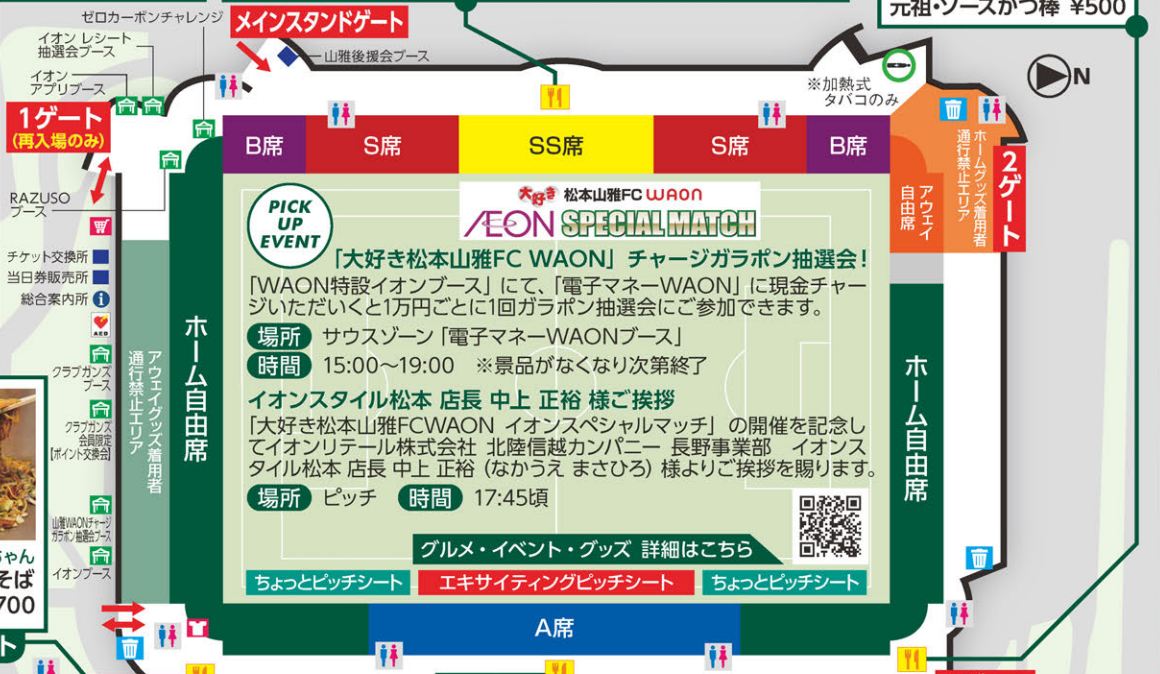 ゼロカーボンチャレンジ
メインスタンドゲート
元祖・ソースかつ棒 ¥500
イオン レシート
抽選会ブース
山雅後援会ブース
イオン
アプリブース
※加熱式
タバコのみ
N
1ゲート
(再入場のみ)
B席
S席
SS席
S席
B席
ホームグッズ着用者
通行禁止エリア
2ゲート
アウェイ
自由席
RAZUSO
ブース
チケット交換所
当日券販売所
総合案内所
i
AED
クラブガンズ
ブース
クラブガンズ
会員限定
【ポイント交換会】
山雅WAONチャージ
ガラポン抽選会ブース
イオンブース
アウェイグッズ着用者
通行禁止エリア
ホーム自由席
PICK
UP
EVENT
大好き 松本山雅FC WAON
ÆON SPECIAL MATCH
「大好き松本山雅FC WAON」チャージガラポン抽選会!
「WAON特設イオンブース」にて、「電子マネーWAON」に現金チャー
ジいただいくと1万円ごとに1回ガラポン抽選会にご参加できます。
場所 サウスゾーン「電子マネーWAONブース」
時間 15:00〜19:00 ※景品がなくなり次第終了
イオンスタイル松本 店長 中上 正裕 様ご挨拶
「大好き松本山雅FCWAON イオンスペシャルマッチ」の開催を記念し
てイオンリテール株式会社 北陸信越カンパニー 長野事業部 イオンス
タイル松本 店長 中上 正裕(なかうえ まさひろ)様よりご挨拶を賜ります。
場所 ピッチ 時間 17:45頃
グルメ・イベント・グッズ 詳細はこちら
ちょっとピッチシート
エキサイティングピッチシート
ちょっとピッチシート
ホーム自由席
A席
ちゃん
そば
700
ト